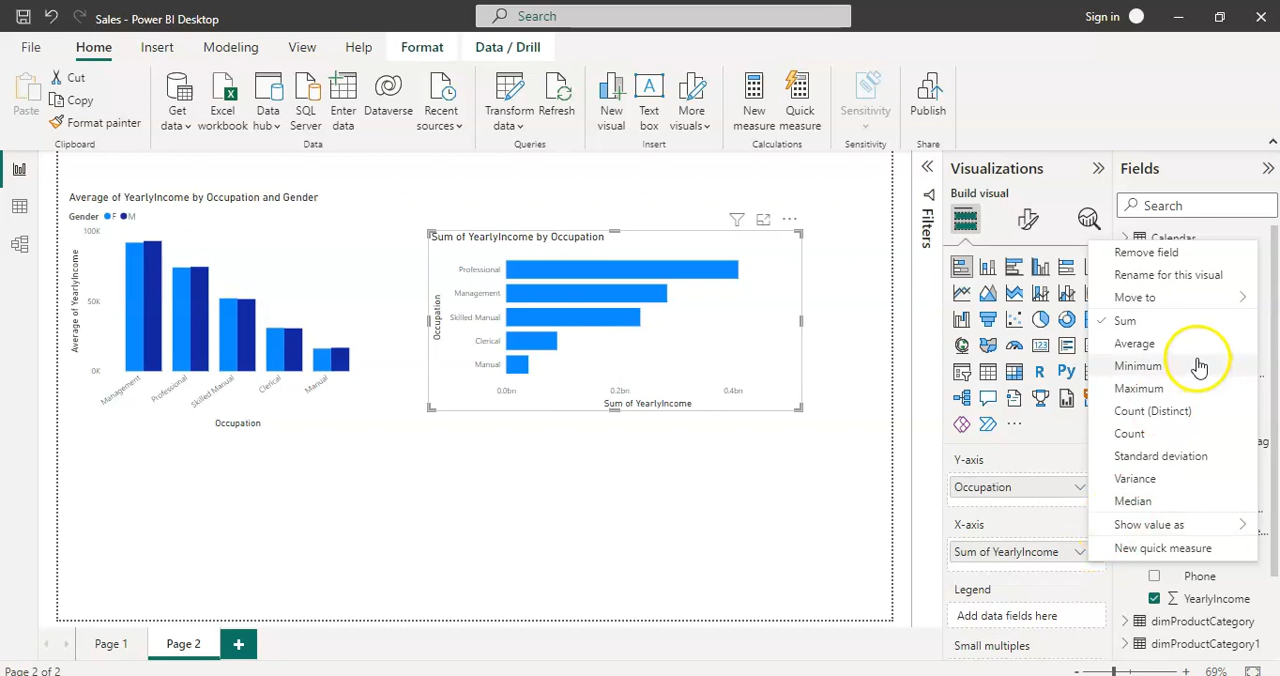 Sales - Power BI Desktop
Search
Sign in
File
Home
Insert
Modeling
View
Help
Format
Data / Drill
Paste
Cut
Copy
Format painter
Clipboard
Get
data
Excel
workbook
Data
hub
SQL
Server
Enter
data
Dataverse
Recent
sources
Data
Transform
data
Refresh
Queries
New
visual
Text
box
More
visuals
Insert
New
measure
Quick
measure
Calculations
Sensitivity
Sensitivity
Publish
Share
Average of YearlyIncome by Occupation and Gender
Gender F M
100K
50K
0K
Average of YearlyIncome
Management
Professional
Skilled Manual
Clerical
Manual
Occupation
Sum of YearlyIncome by Occupation
Professional
Management
Skilled Manual
Clerical
Manual
Occupation
0.0bn
0.2bn
0.4bn
Sum of YearlyIncome
Filters
Visualizations
Build visual
123
R
Py
Y-axis
Occupation
X-axis
Sum of YearlyIncome
Legend
Add data fields here
Small multiples
Fields
Search
Calendar
Remove field
Rename for this visual
Move to
Sum
Average
Minimum
Maximum
Count (Distinct)
Count
Standard deviation
Variance
Median
Show value as
New quick measure
Phone
YearlyIncome
dimProductCategory
dimProductCategory1
Page 1
Page 2
Page 2 of 2
69%